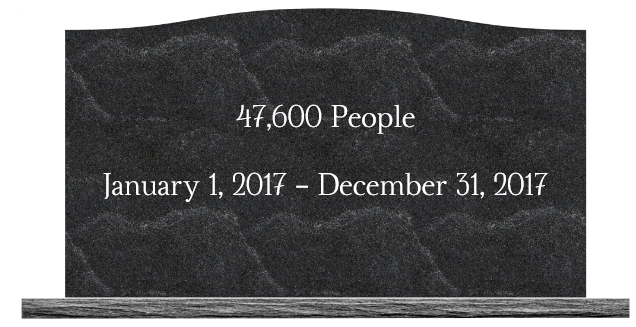 47,600 People
January 1, 2017 – December 31, 2017